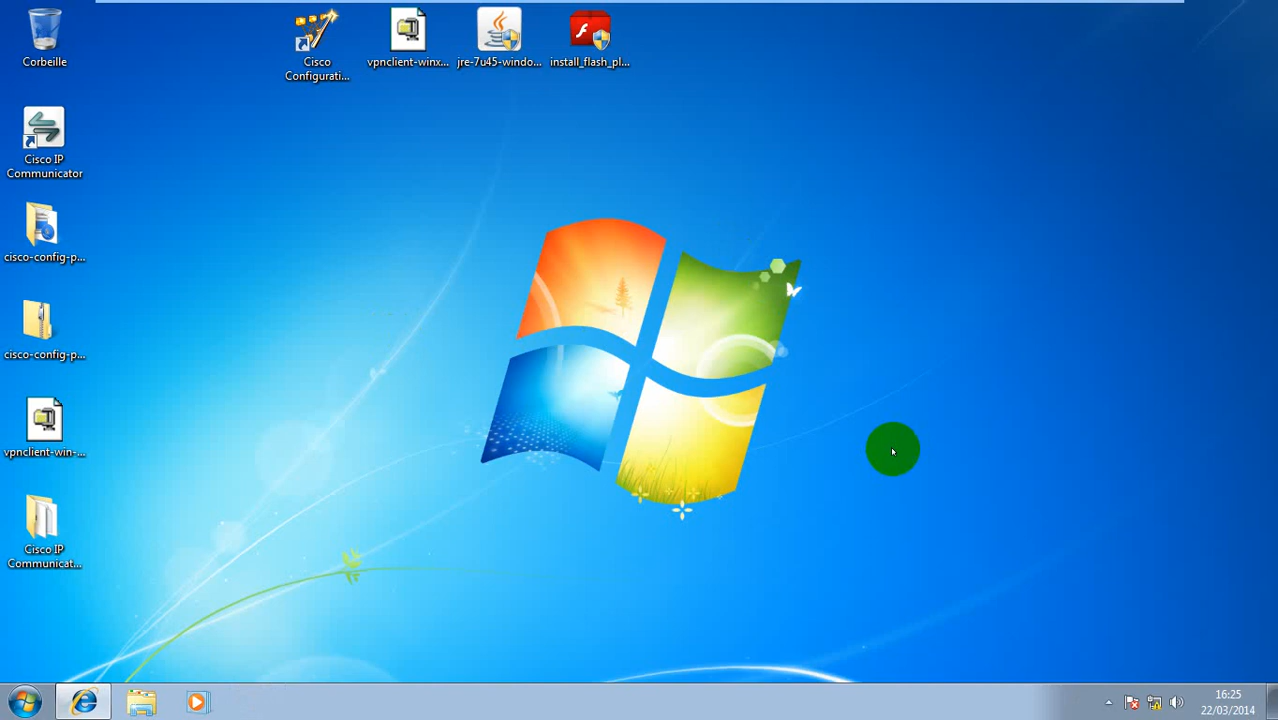 Corbeille
Cisco
Configurati...
vpnclient-winx...
jre-7u45-windo...
install_flash_pl...
Cisco IP
Communicator
cisco-config-p...
cisco-config-p...
vpnclient-win-...
Cisco IP
Communicat...
16:25
22/03/2014